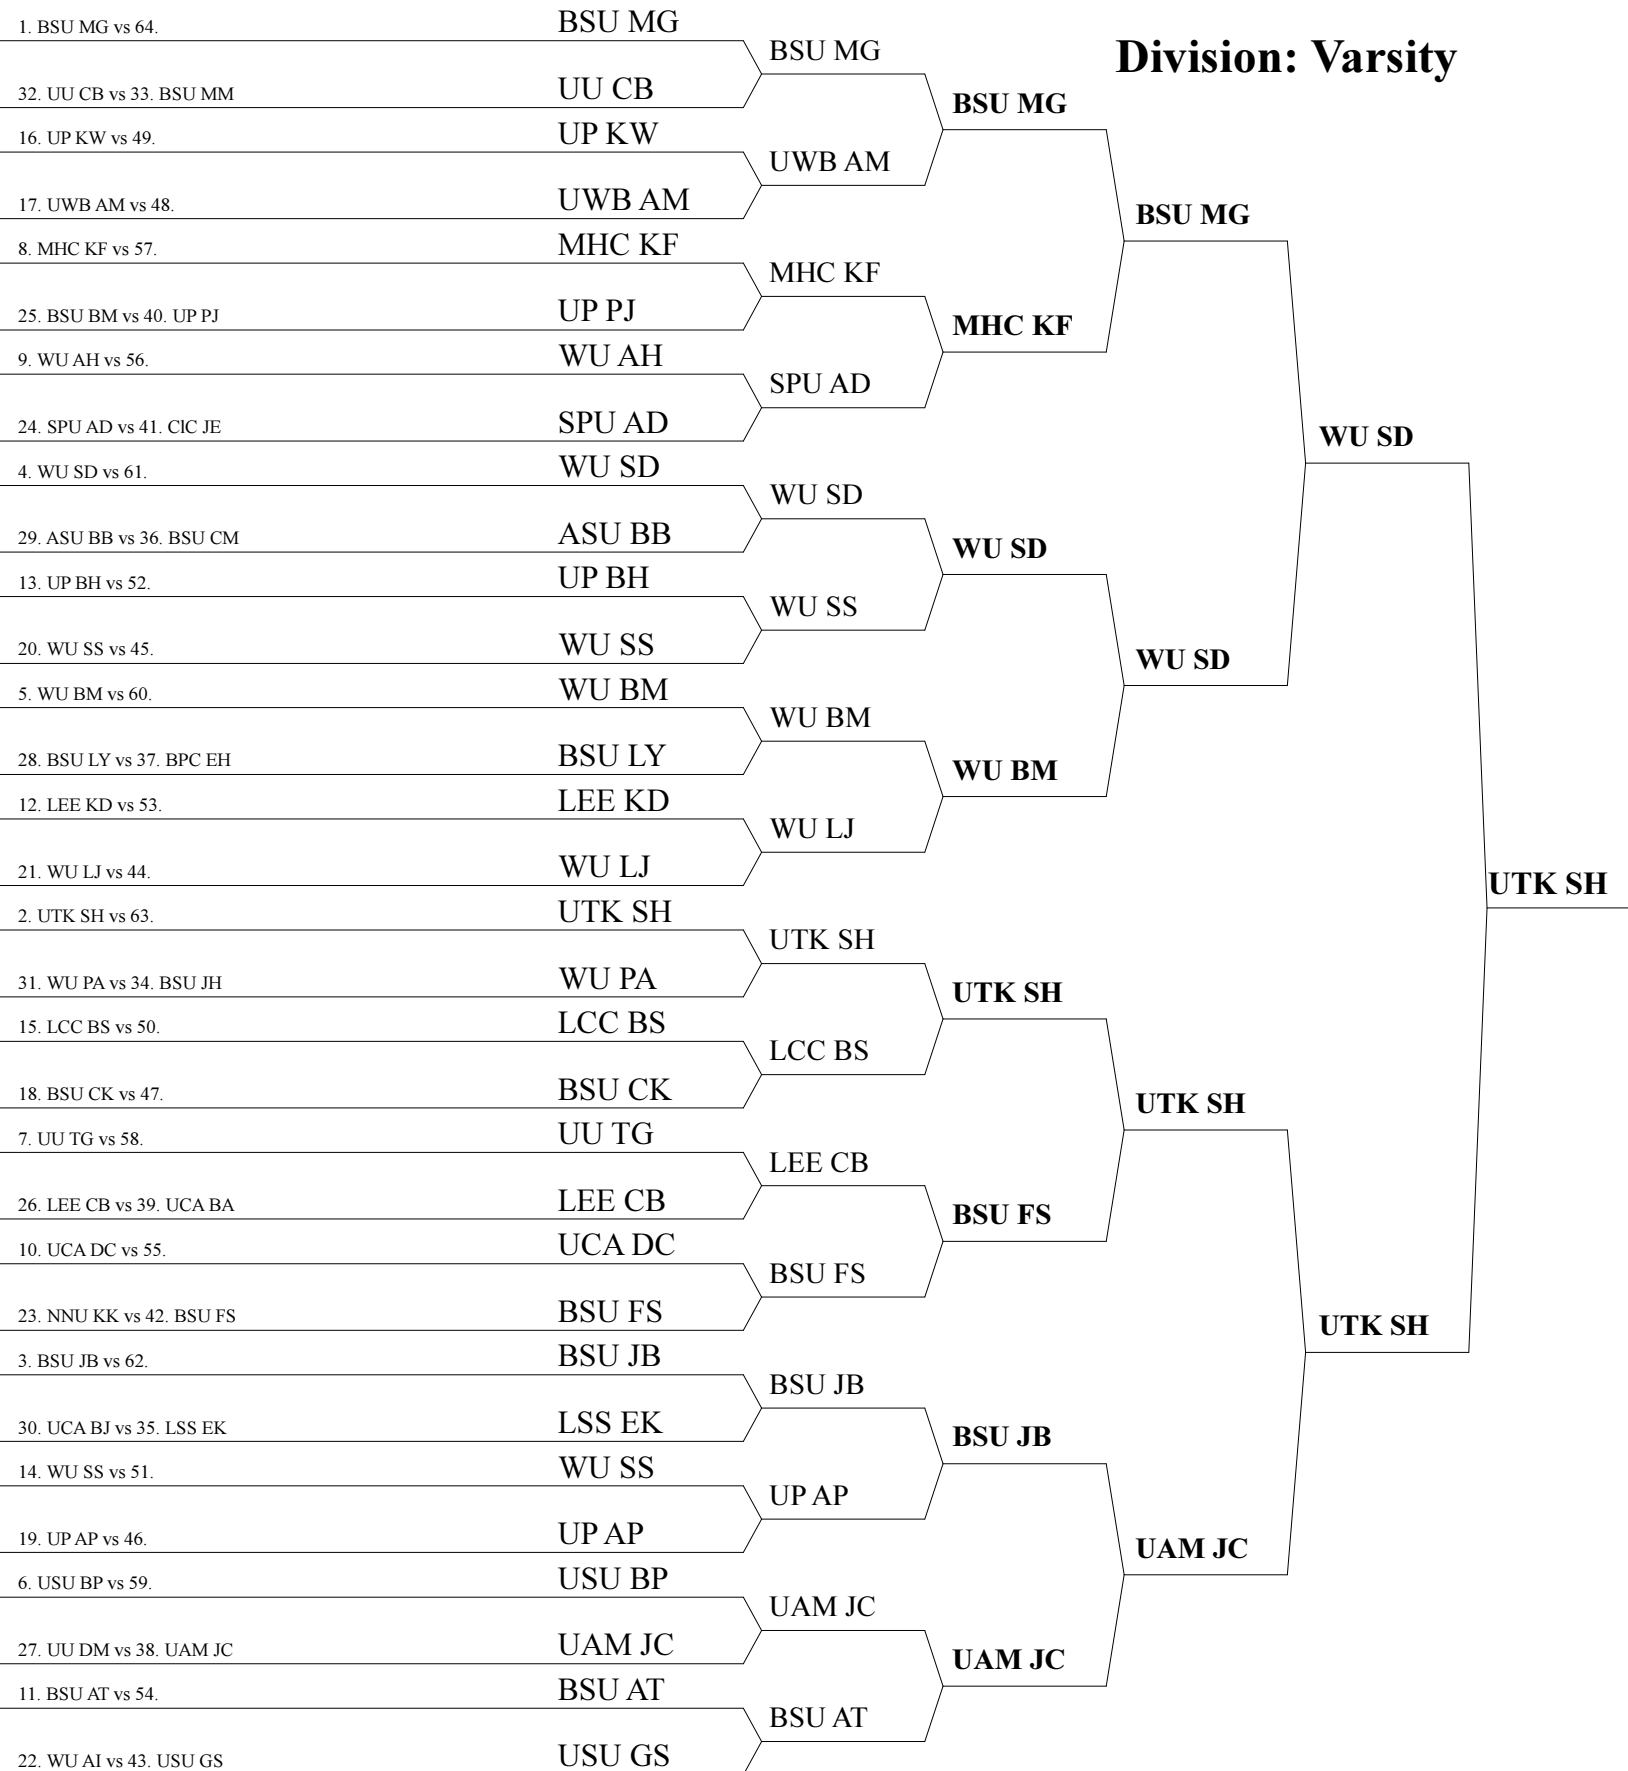 Division: Varsity
1. BSU MG vs 64.
32. UU CB vs 33. BSU MM
16. UP KW vs 49.
17. UWB AM vs 48.
8. MHC KF vs 57.
25. BSU BM vs 40. UP PJ
9. WU AH vs 56.
24. SPU AD vs 41. CIC JE
4. WU SD vs 61.
29. ASU BB vs 36. BSU CM
13. UP BH vs 52.
20. WU SS vs 45.
5. WU BM vs 60.
28. BSU LY vs 37. BPC EH
12. LEE KD vs 53.
21. WU LJ vs 44.
2. UTK SH vs 63.
31. WU PA vs 34. BSU JH
15. LCC BS vs 50.
18. BSU CK vs 47.
7. UU TG vs 58.
26. LEE CB vs 39. UCA BA
10. UCA DC vs 55.
23. NNU KK vs 42. BSU FS
3. BSU JB vs 62.
30. UCA BJ vs 35. LSS EK
14. WU SS vs 51.
19. UP AP vs 46.
6. USU BP vs 59.
27. UU DM vs 38. UAM JC
11. BSU AT vs 54.
22. WU AI vs 43. USU GS
BSU MG
UU CB
UP KW
UWB AM
MHC KF
UP PJ
WU AH
SPU AD
WU SD
ASU BB
UP BH
WU SS
WU BM
BSU LY
LEE KD
WU LJ
UTK SH
WU PA
LCC BS
BSU CK
UU TG
LEE CB
UCA DC
BSU FS
BSU JB
LSS EK
WU SS
UP AP
USU BP
UAM JC
BSU AT
USU GS
BSU MG
UWB AM
MHC KF
SPU AD
WU SD
WU SS
WU BM
WU LJ
UTK SH
LCC BS
LEE CB
BSU FS
BSU JB
UP AP
UAM JC
BSU AT
BSU MG
MHC KF
WU SD
WU BM
UTK SH
BSU FS
BSU JB
UAM JC
BSU MG
WU SD
UTK SH
UAM JC
WU SD
UTK SH
UTK SH